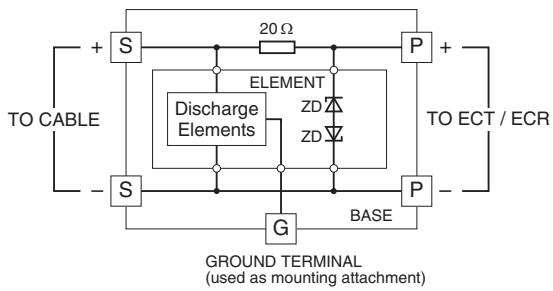 20 Ω
+ S P +
ELEMENT
Discharge
Elements
ZD
ZD
TO CABLE
TO ECT / ECR
− S P −
BASE
G
GROUND TERMINAL
(used as mounting attachment)